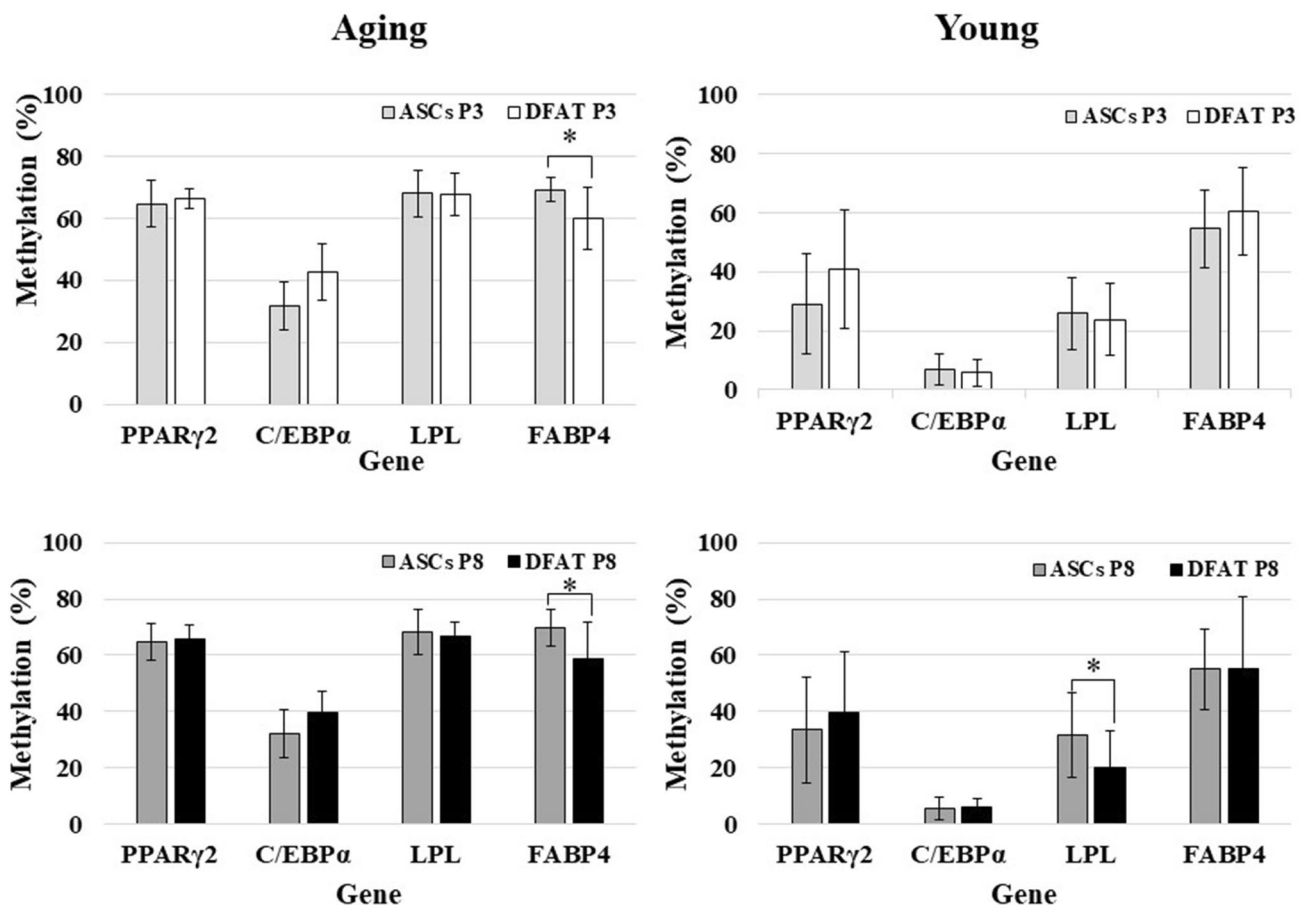 Aging
Young
Methylation (%)
100
80
60
40
20
0
ASCs P3 DFAT P3
*
PPARγ2 C/EBPα LPL FABP4
Gene
Methylation (%)
100
80
60
40
20
0
ASCs P3 DFAT P3
PPARγ2 C/EBPα LPL FABP4
Gene
Methylation (%)
100
80
60
40
20
0
ASCs P8 DFAT P8
*
PPARγ2 C/EBPα LPL FABP4
Gene
Methylation (%)
100
80
60
40
20
0
ASCs P8 DFAT P8
*
PPARγ2 C/EBPα LPL FABP4
Gene